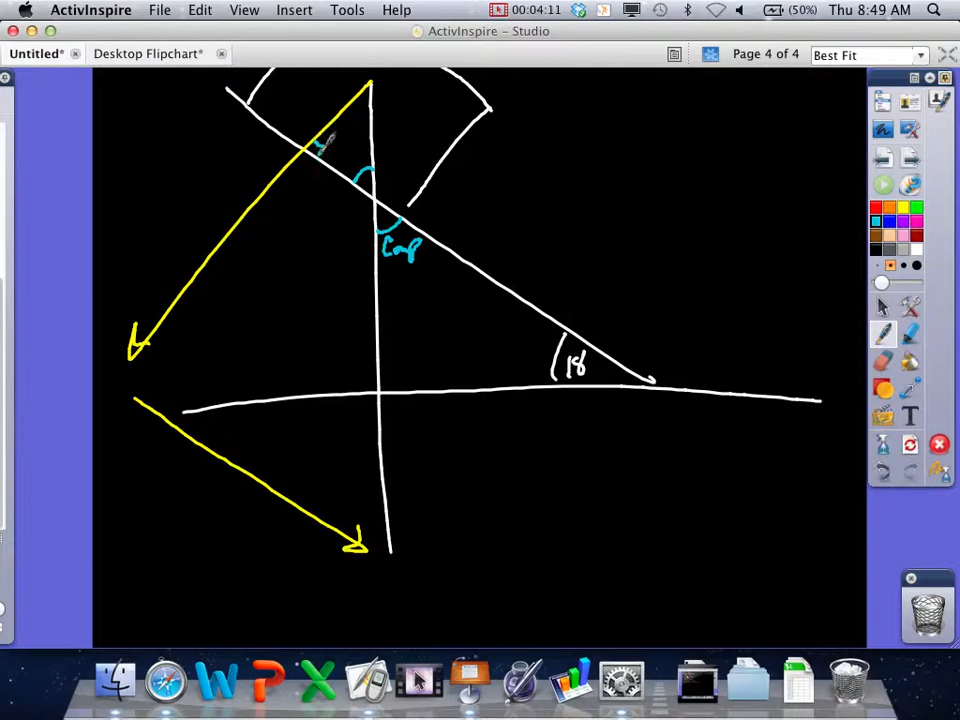 ActivInspire File Edit View Insert Tools Help 00:04:11 (50%) Thu 8:49 AM
ActivInspire - Studio
Untitled* Desktop Flipchart* Page 4 of 4 Best Fit
Comp
18